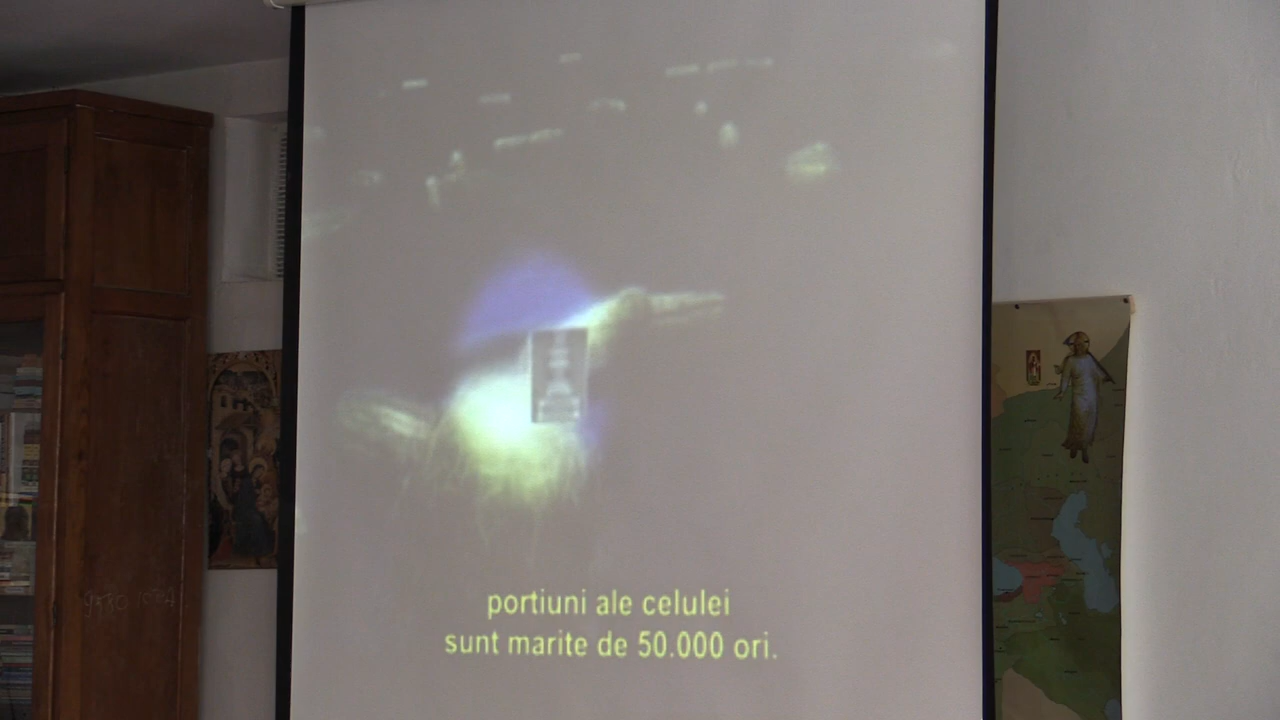 portiuni ale celulei
sunt marite de 50.000 ori.